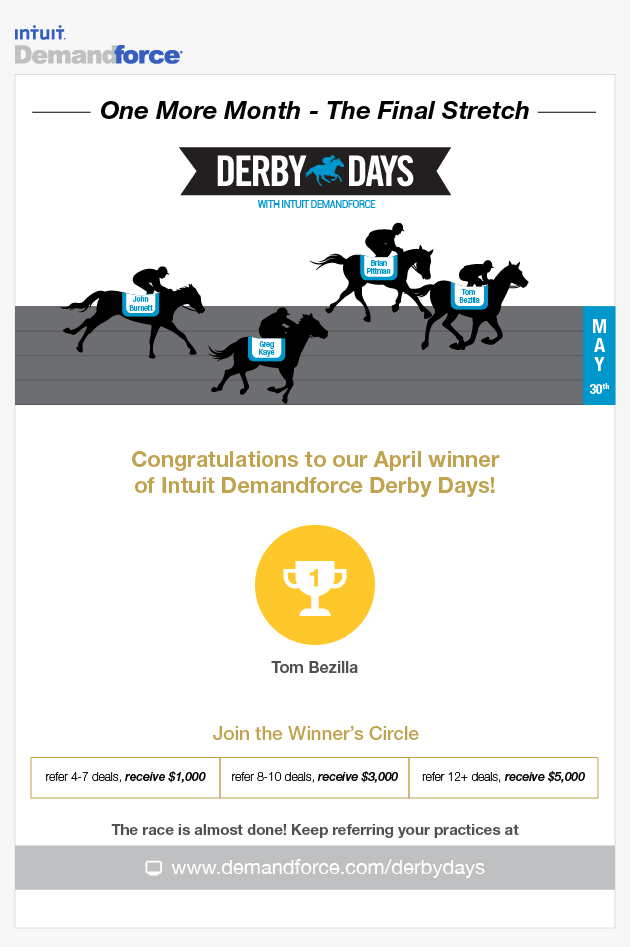 intuit.
Demandforce
One More Month - The Final Stretch
DERBY DAYS
WITH INTUIT DEMANDFORCE
Brian
Pittman
Tom
Bezilla
John
Burnett
Greg
Kaye
M
A
Y
30th
Congratulations to our April winner
of Intuit Demandforce Derby Days!
1
Tom Bezilla
Join the Winner's Circle
refer 4-7 deals, receive $1,000
refer 8-10 deals, receive $3,000
refer 12+ deals, receive $5,000
The race is almost done! Keep referring your practices at
www.demandforce.com/derbydays